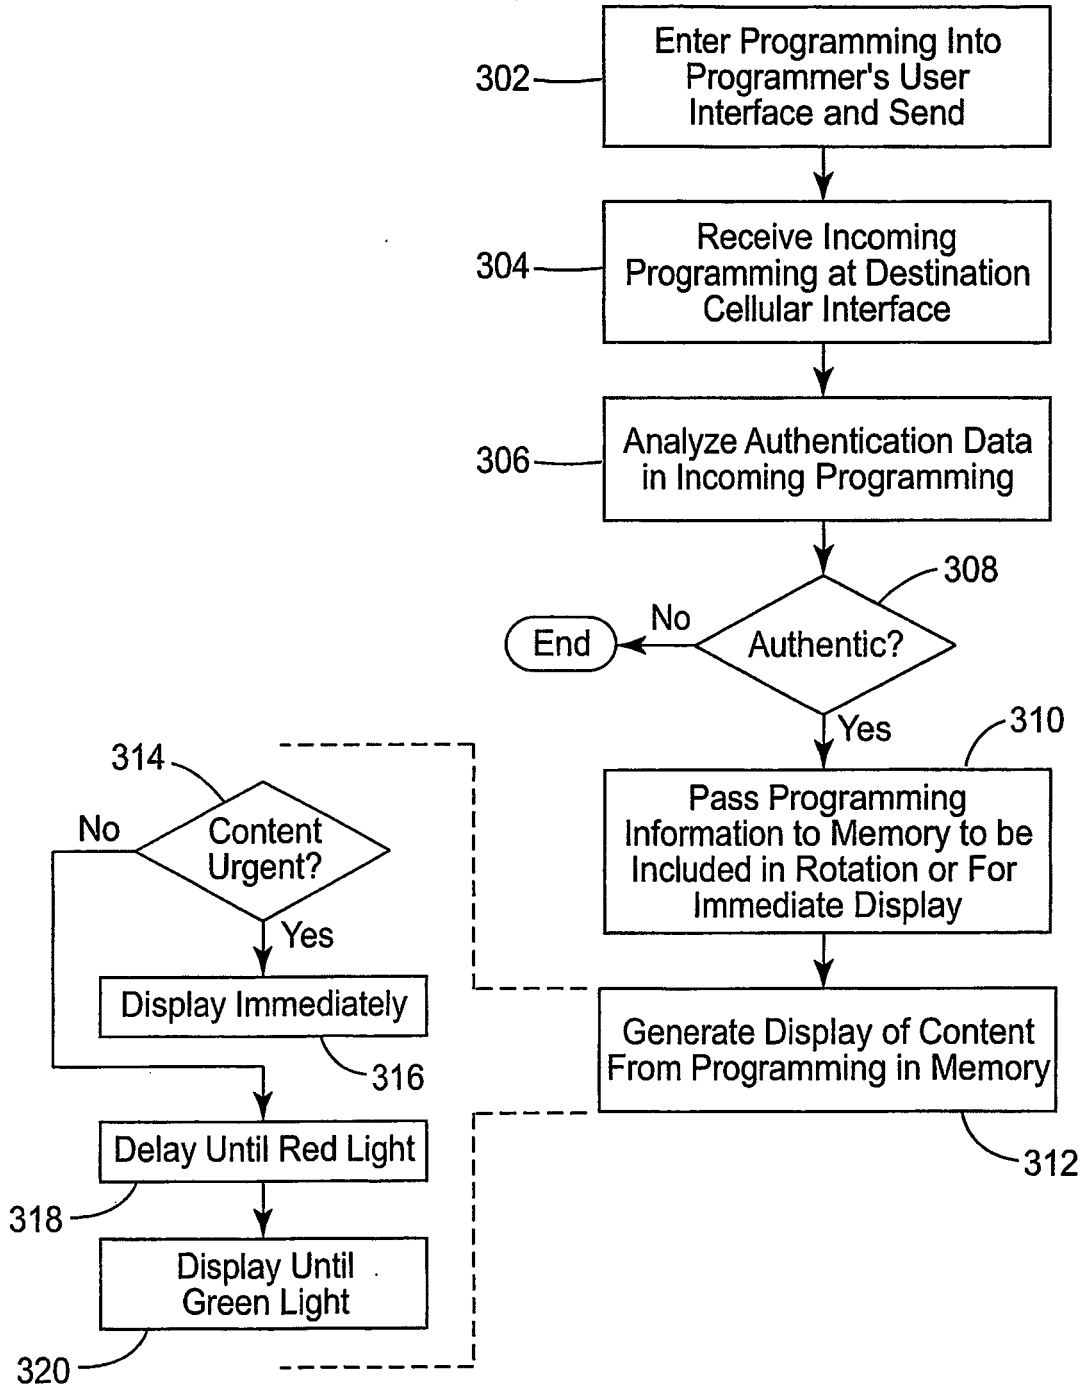 302
Enter Programming Into
Programmer's User
Interface and Send
304
Receive Incoming
Programming at Destination
Cellular Interface
306
Analyze Authentication Data
in Incoming Programming
308
Authentic?
No
End
Yes
310
Pass Programming
Information to Memory to be
Included in Rotation or For
Immediate Display
Generate Display of Content
From Programming in Memory
312
314
Content
Urgent?
No
Yes
Display Immediately
316
Delay Until Red Light
318
Display Until
Green Light
320